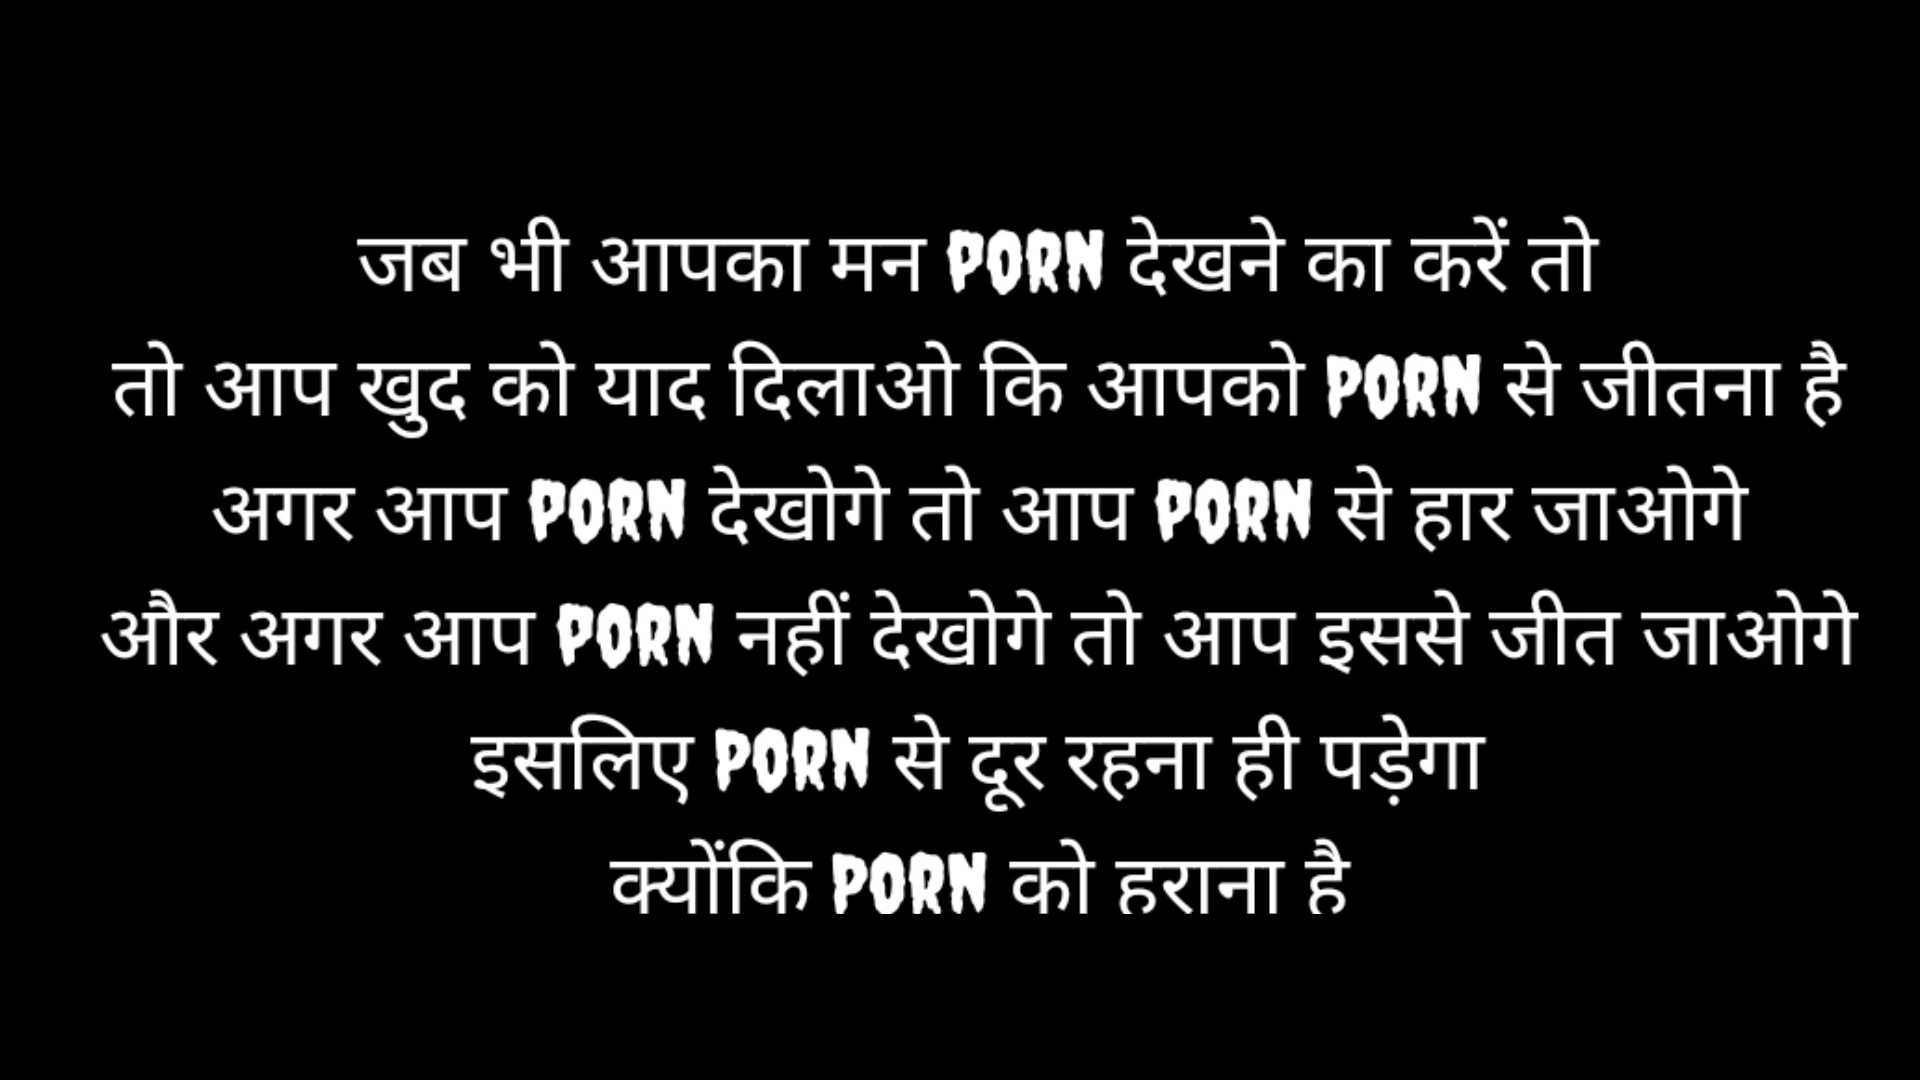 जब भी आपका मन PORN देखने का करें तो
तो आप खुद को याद दिलाओ कि आपको PORN से जीतना है
अगर आप PORN देखोगे तो आप PORN से हार जाओगे
और अगर आप PORN नहीं देखोगे तो आप इससे जीत जाओगे
इसलिए PORN से दूर रहना ही पड़ेगा
क्योंकि PORN को हराना है